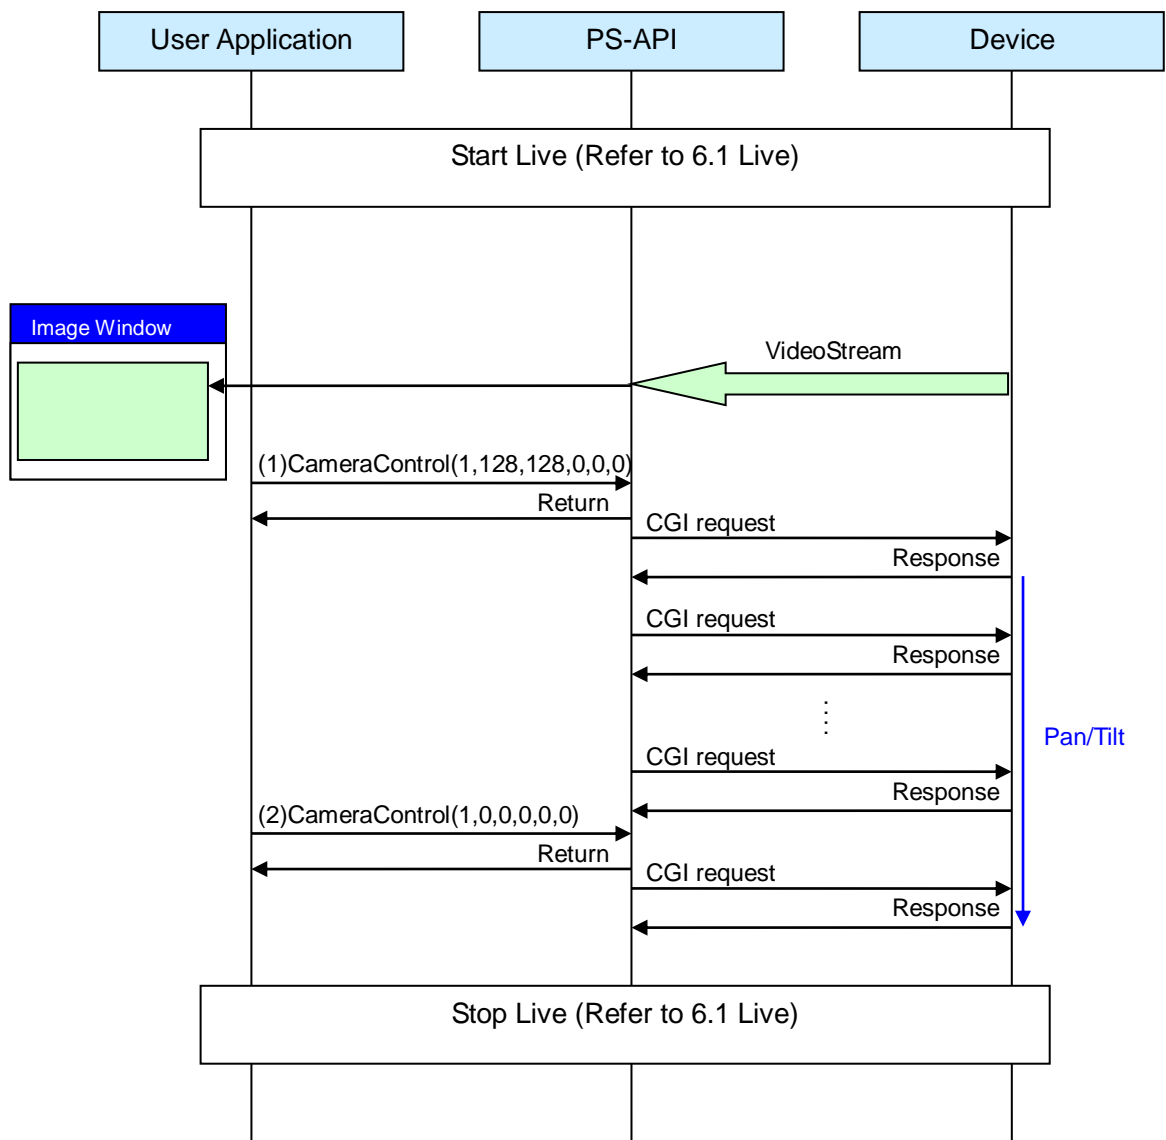 User Application
PS-API
Device
Start Live (Refer to 6.1 Live)
Image Window
VideoStream
(1)CameraControl(1,128,128,0,0,0)
Return
CGI request
Response
CGI request
Response
Pan/Tilt
CGI request
Response
(2)CameraControl(1,0,0,0,0,0)
Return
CGI request
Response
Stop Live (Refer to 6.1 Live)